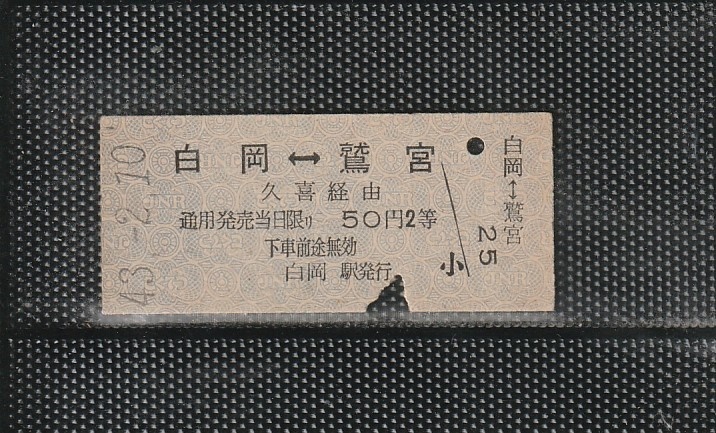 43.-2.10
白岡↔鷲宮
久喜経由
通用発売当日限り 50円2等
下車前途無効
白岡 駅発行
小
白岡↔鷲宮
25
JNR